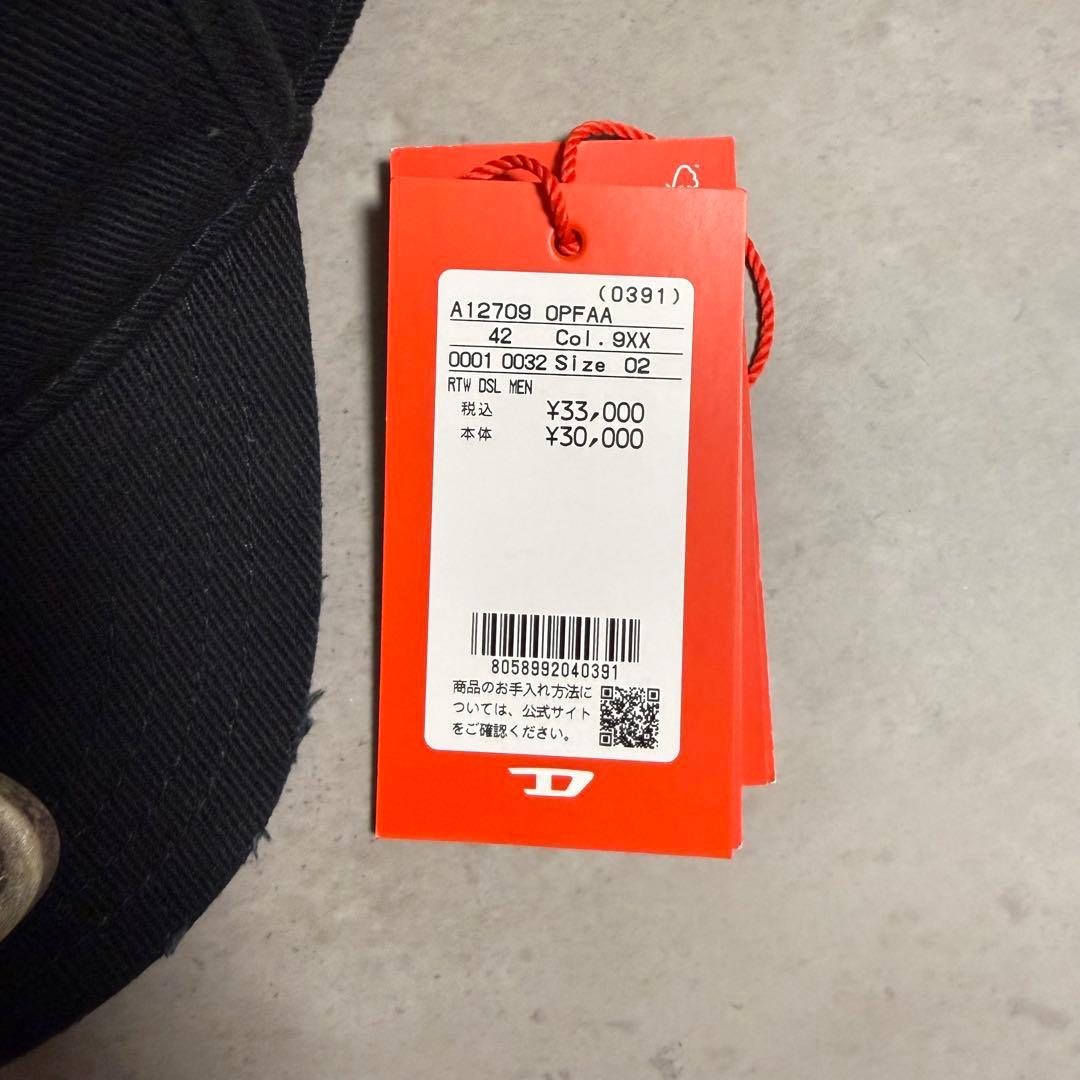 (0391)
A12709 0PFAA
42 Col.9XX
0001 0032 Size 02
RTW DSL MEN
税込 ¥33,000
本体 ¥30,000
8058992040391
商品のお手入れ方法に
ついては、公式サイト
をご確認ください。
D